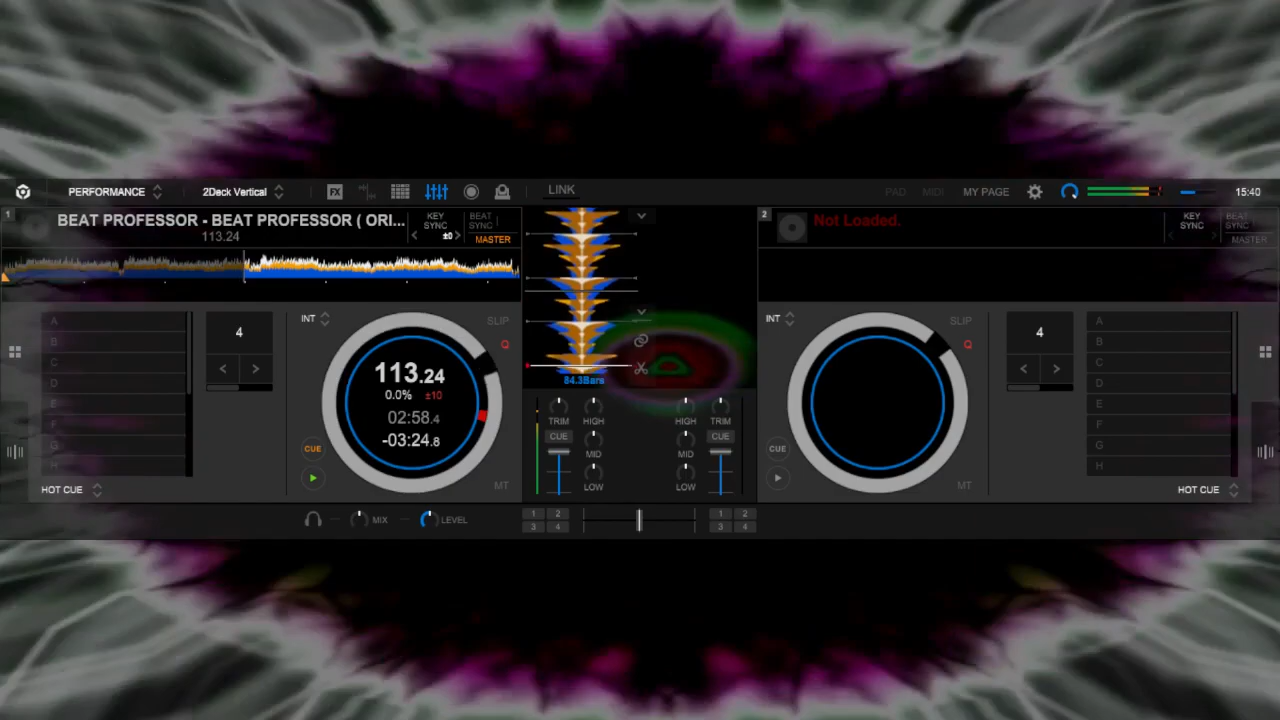 PERFORMANCE 2Deck Vertical FX LINK PAD MIDI MY PAGE 15:40
1 BEAT PROFESSOR - BEAT PROFESSOR ( ORI... KEY SYNC BEAT SYNC
113.24 ±0 MASTER
2 Not Loaded. KEY SYNC BEAT SYNC
MASTER
A
B
C
D
E
F
G
H
HOT CUE
4
INT SLIP
Q
113.24
0.0% ±10
02:58.4
-03:24.8
CUE
MT
84.3Bars
TRIM HIGH HIGH TRIM
CUE CUE
MID MID
LOW LOW
INT SLIP
Q
CUE
MT
4
A
B
C
D
E
F
G
H
HOT CUE
MIX LEVEL
1 2 1 2
3 4 3 4